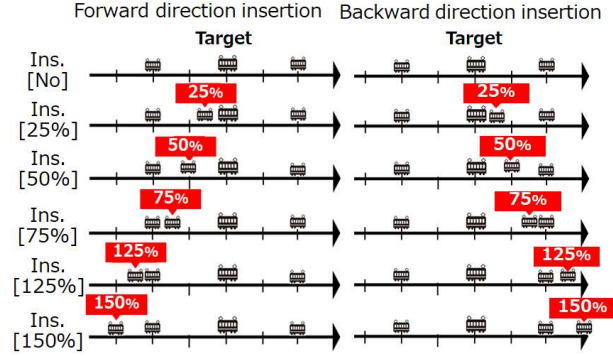 Forward direction insertion Backward direction insertion
Target Target
Ins.
[No]
25% 25%
Ins.
[25%]
50% 50%
Ins.
[50%]
75% 75%
Ins.
[75%]
125% 125%
Ins.
[125%]
150% 150%
Ins.
[150%]